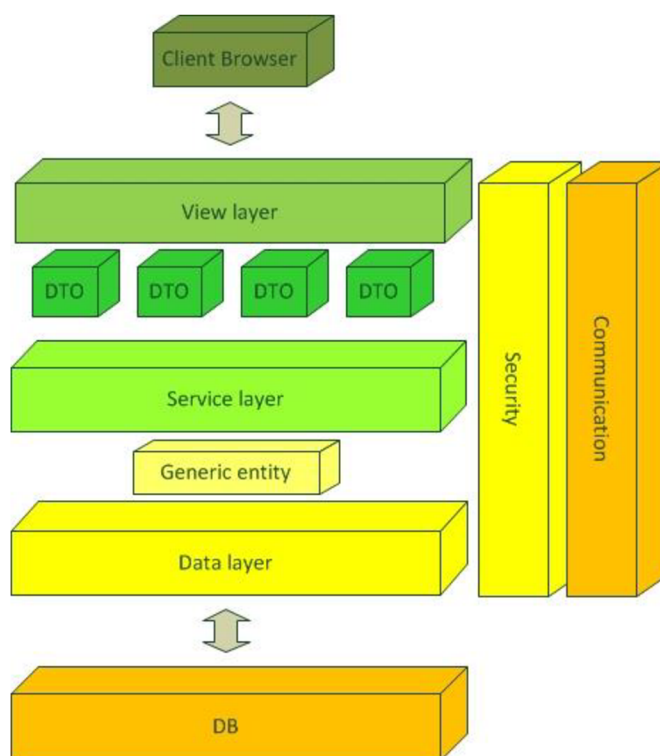 Client Browser
View layer
DTO
DTO
DTO
DTO
Service layer
Generic entity
Data layer
DB
Security
Communication